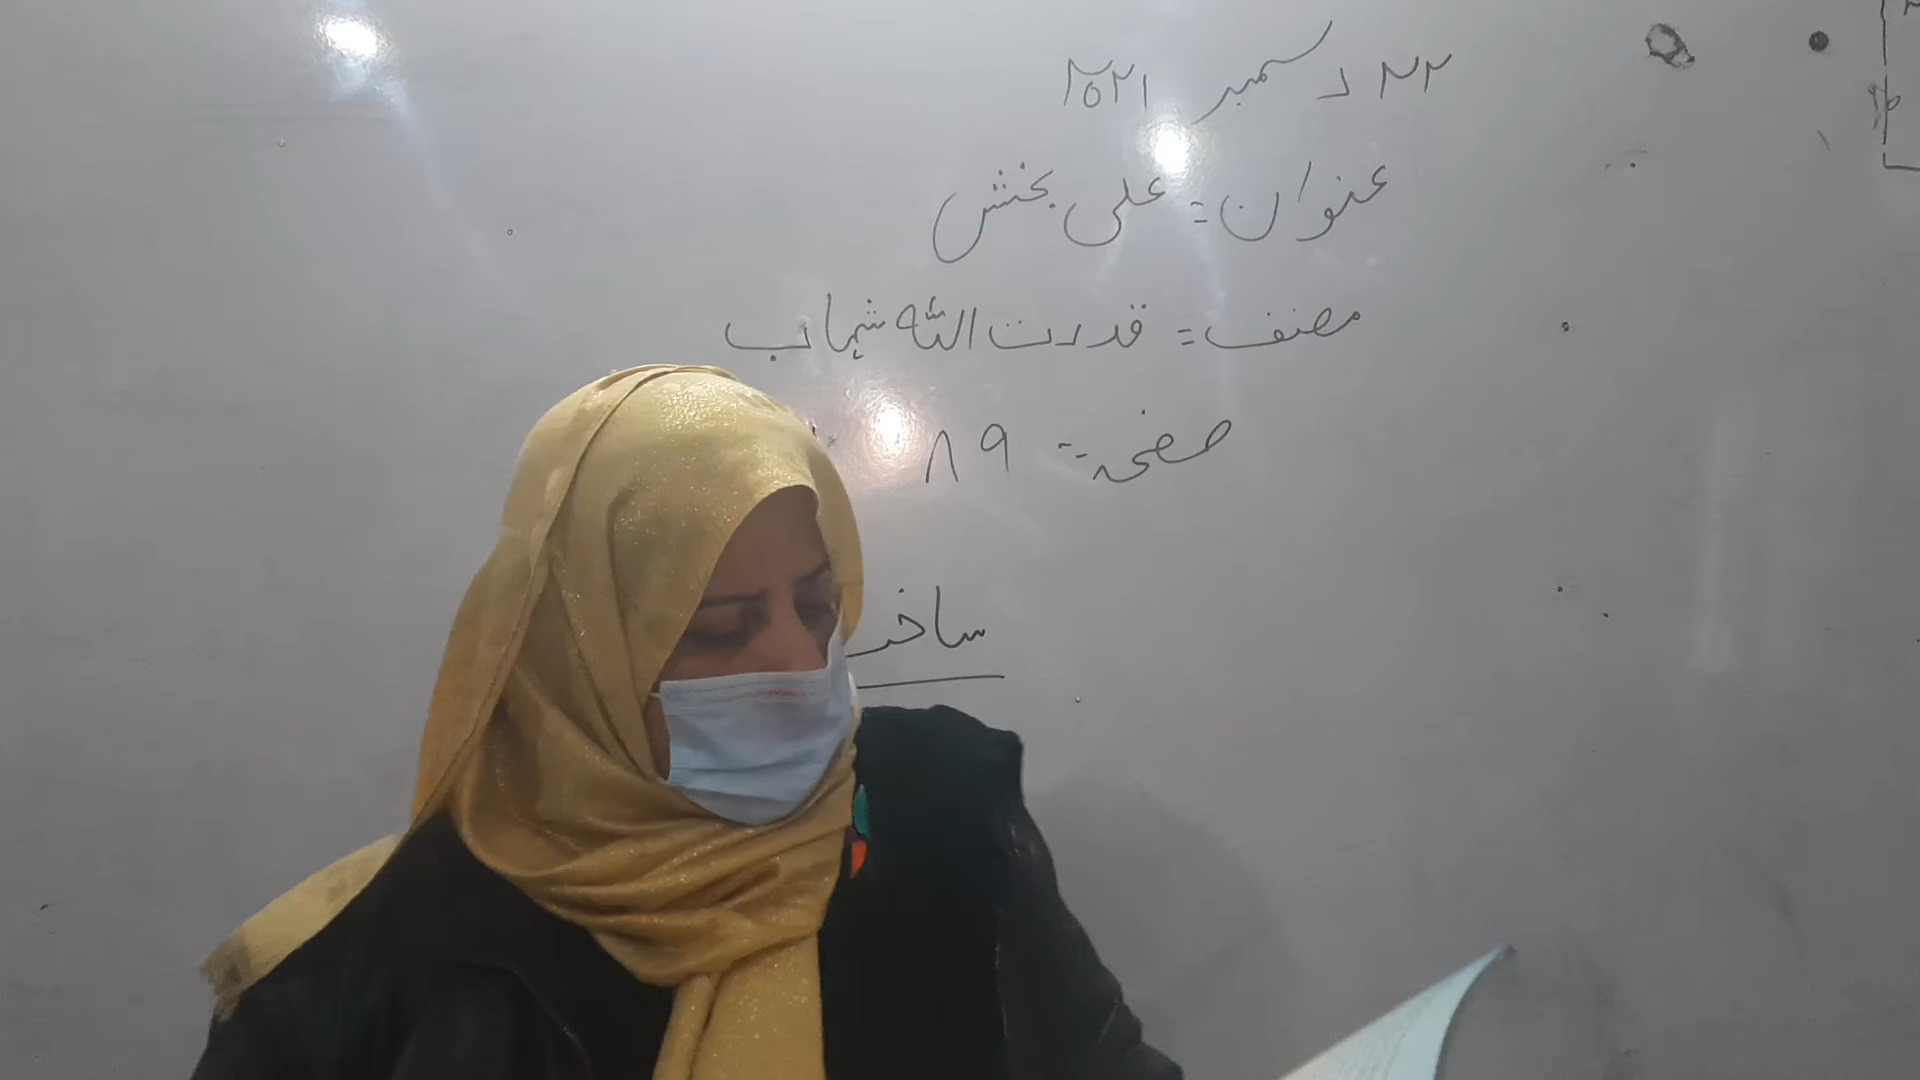 ۲۲ دسمبر ۲۰۲۱
عنوان = علی بخش
مصنف = قدرت اللہ شہاب
صفحہ = ۸۹